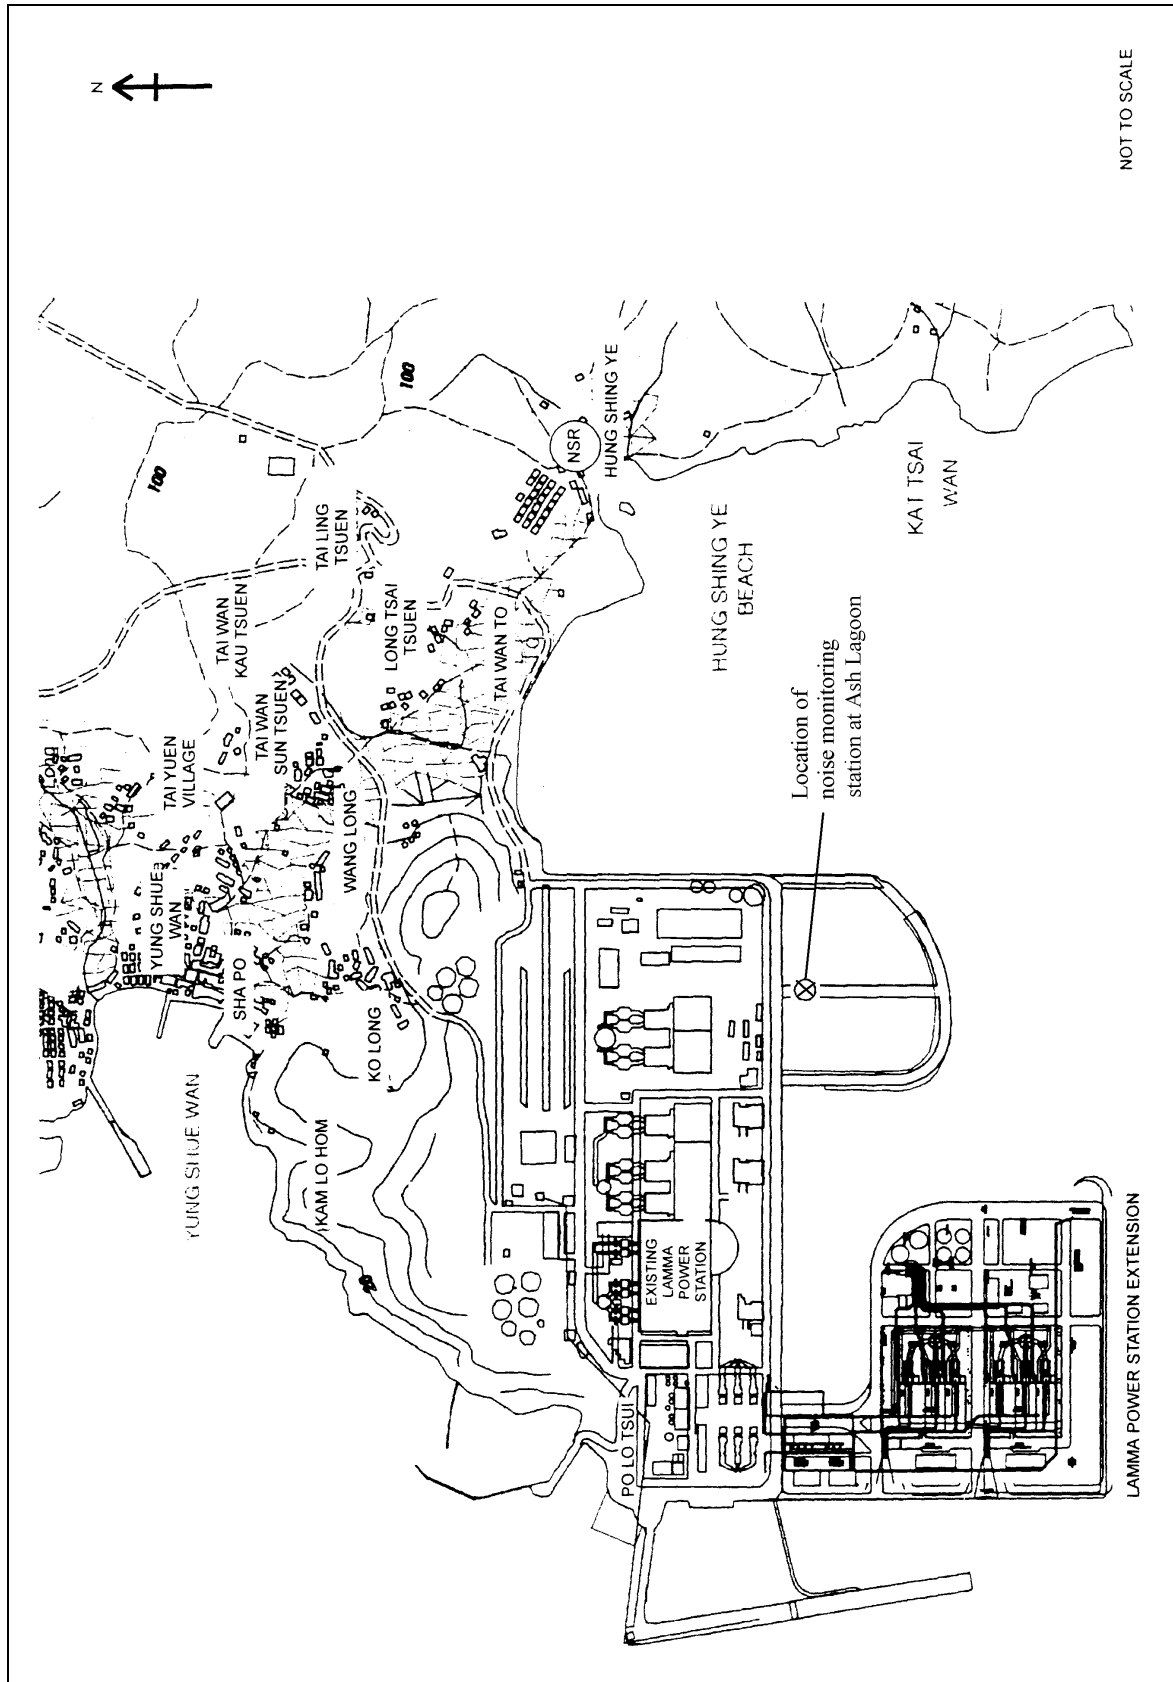 N
NOT TO SCALE
100
100
YUNG SHUE
WAN
TAI YUEN
VILLAGE
TAI WAN
KAU TSUEN
TAI WAN
SUN TSUEN
TAI LING
TSUEN
SHA PO
WANG LONG
LONG TSAI
TSUEN
TAI WAN TO
NSR
HUNG SHING YE
YUNG SHUE WAN
KO LONG
KAM LO HOM
HUNG SHING YE
BEACH
KAI TSAI
WAN
Location of
noise monitoring
station at Ash Lagoon
EXISTING
LAMMA
POWER
STATION
PO LO TSUI
LAMMA POWER STATION EXTENSION